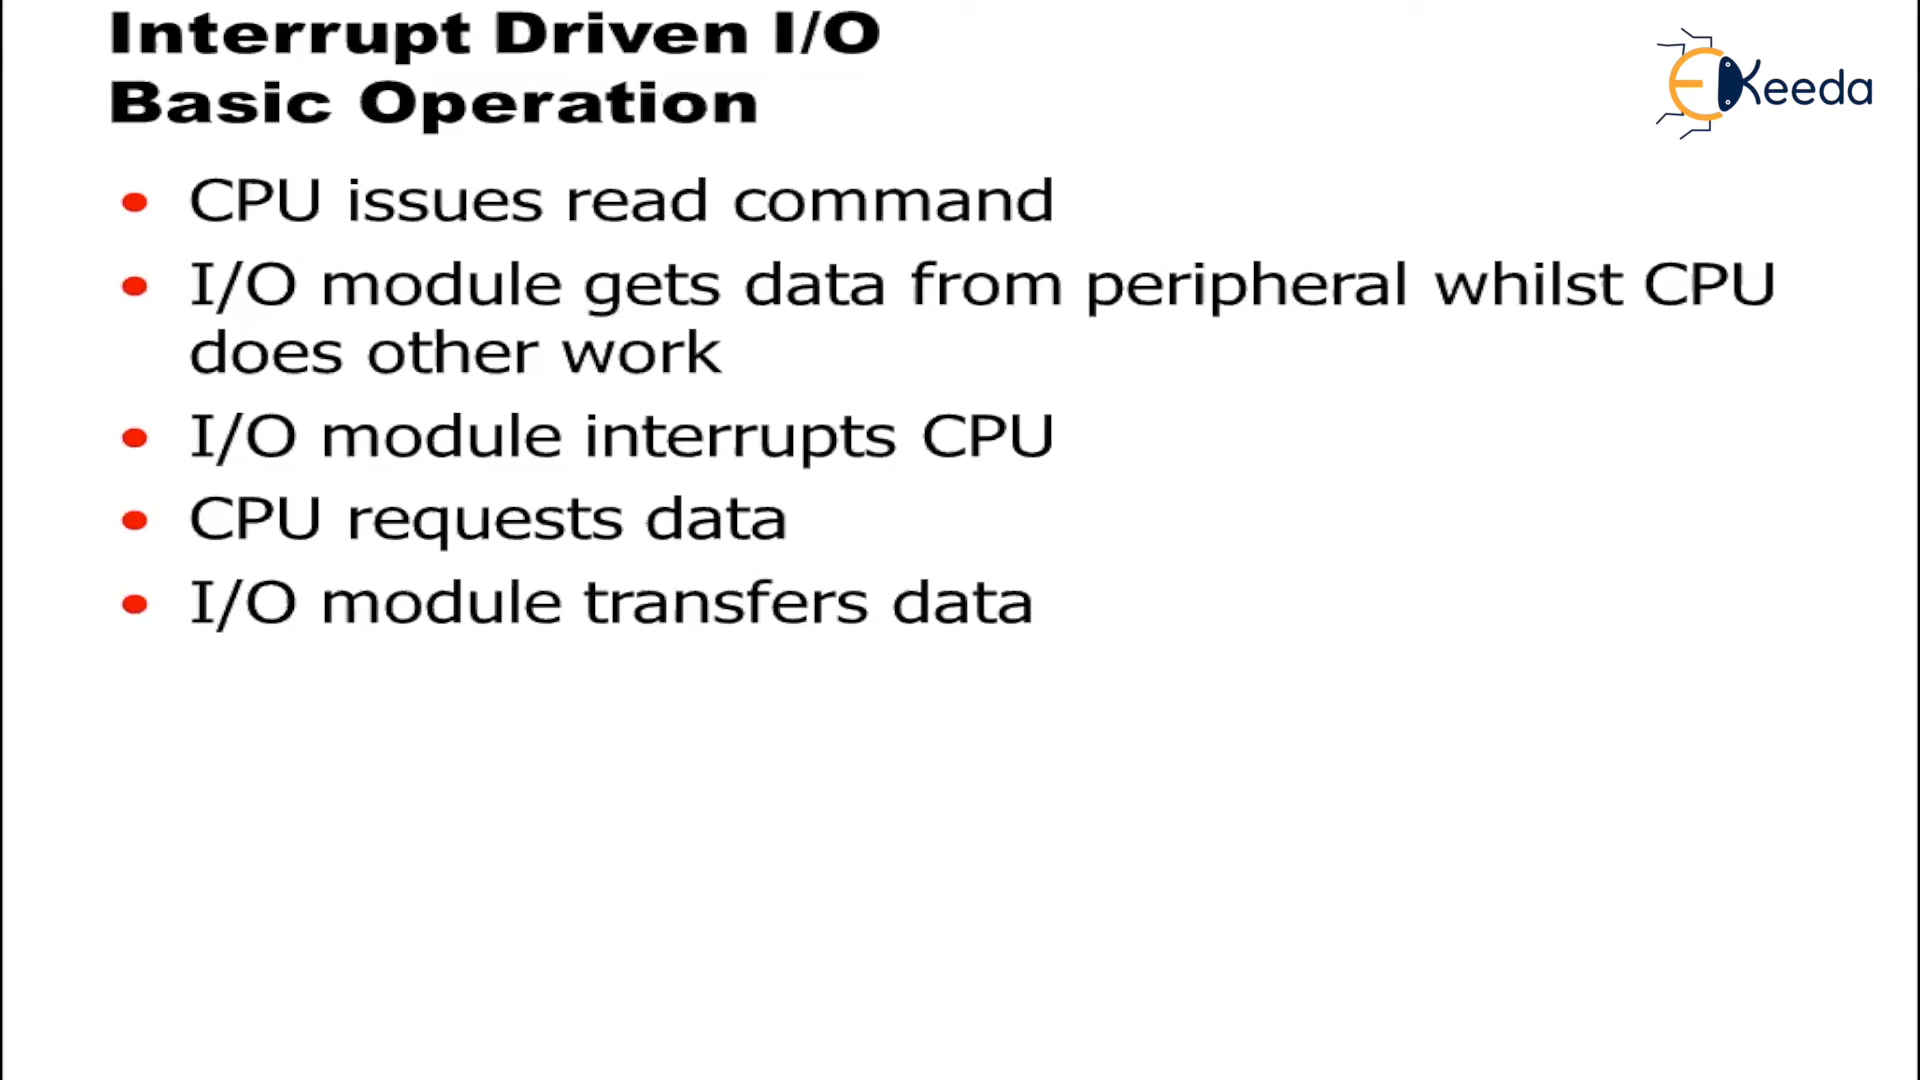 Interrupt Driven I/O
Basic Operation
EKeeda
• CPU issues read command
• I/O module gets data from peripheral whilst CPU
does other work
• I/O module interrupts CPU
• CPU requests data
• I/O module transfers data